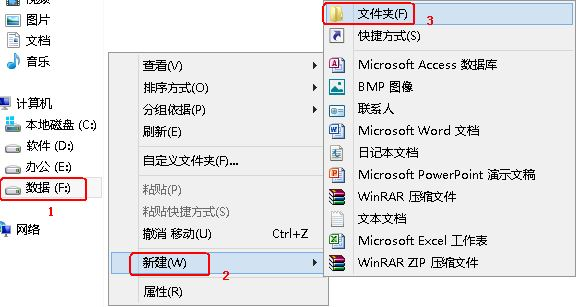 视频
图片
文档
音乐
计算机
本地磁盘 (C:)
软件 (D:)
办公 (E:)
数据 (F:)
1
网络
查看(V)
排序方式(O)
分组依据(P)
刷新(E)
自定义文件夹(F)...
粘贴(P)
粘贴快捷方式(S)
撤消 移动(U) Ctrl+Z
新建(W)
2
属性(R)
文件夹(F)
3
快捷方式(S)
Microsoft Access 数据库
BMP 图像
联系人
Microsoft Word 文档
日记本文档
Microsoft PowerPoint 演示文稿
WinRAR 压缩文件
文本文档
Microsoft Excel 工作表
WinRAR ZIP 压缩文件